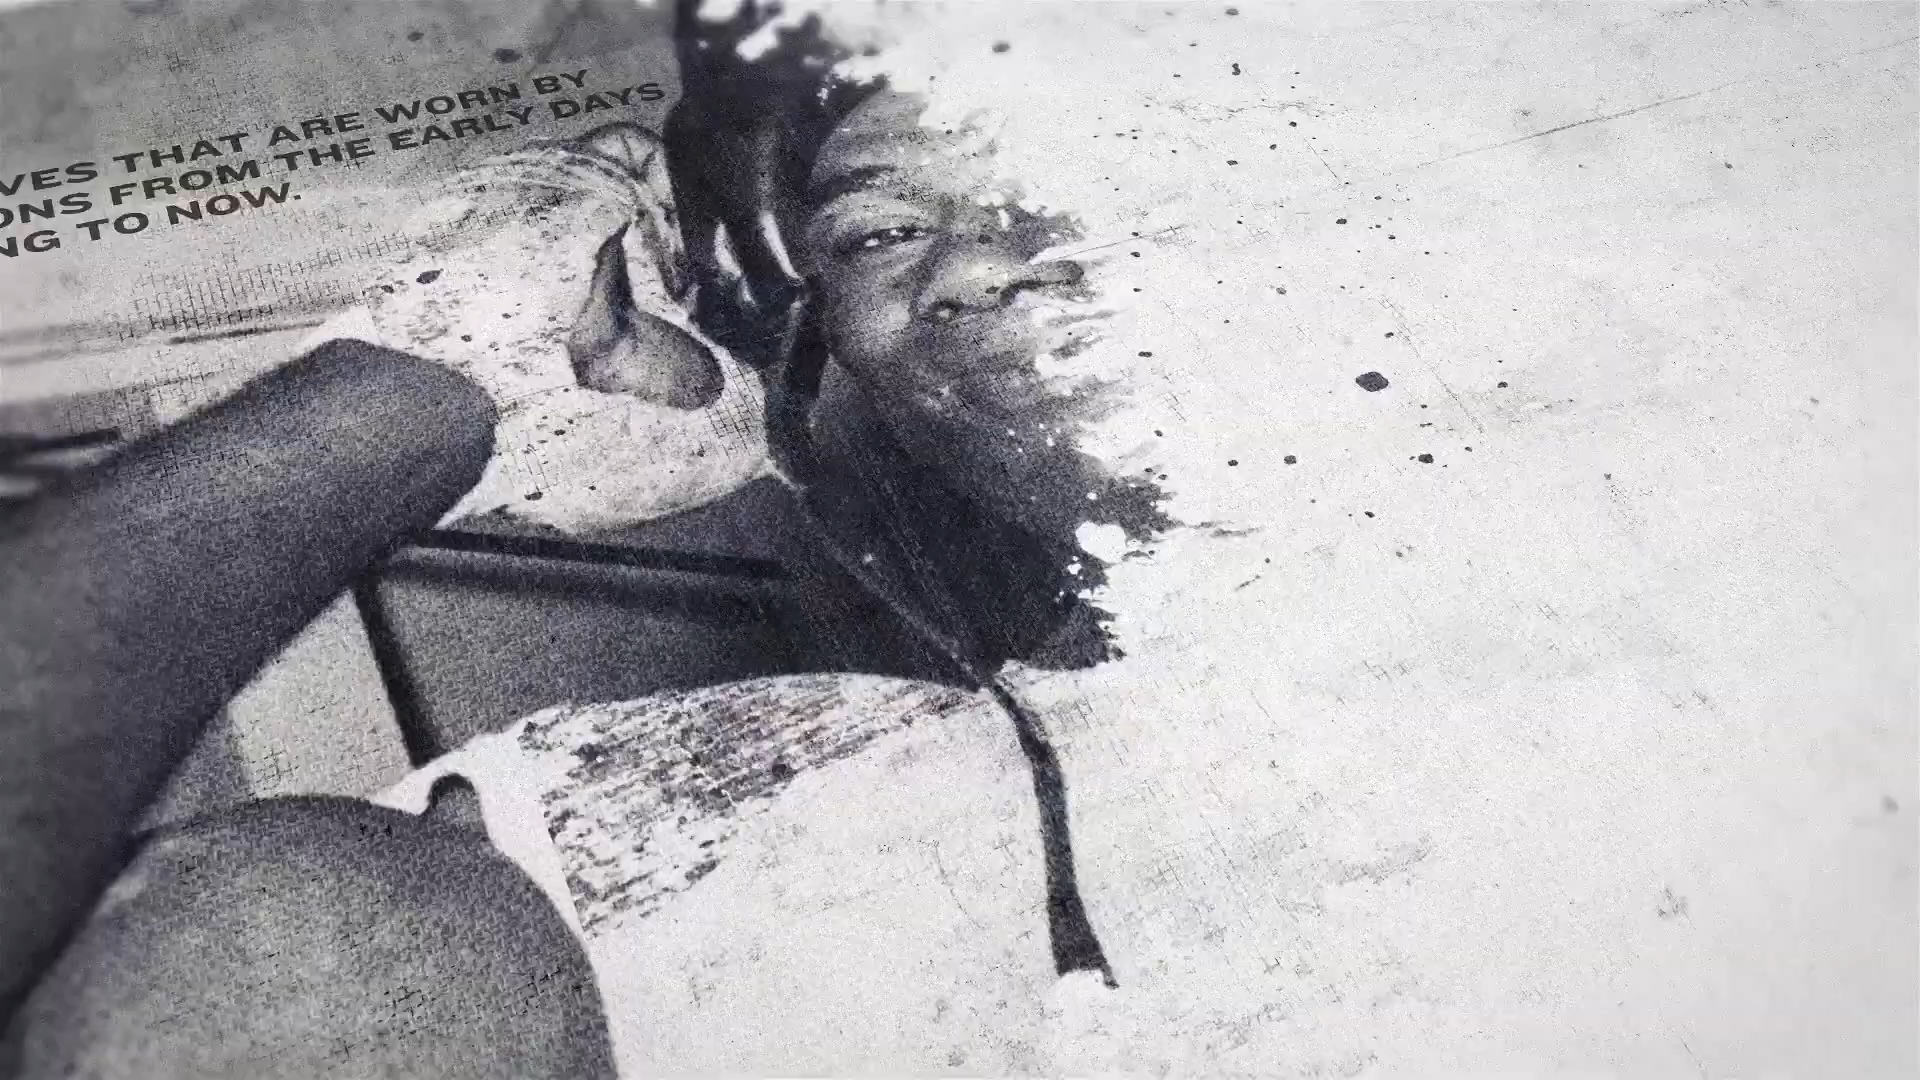 VES THAT ARE WORN BY
ONS FROM THE EARLY DAYS
NG TO NOW.